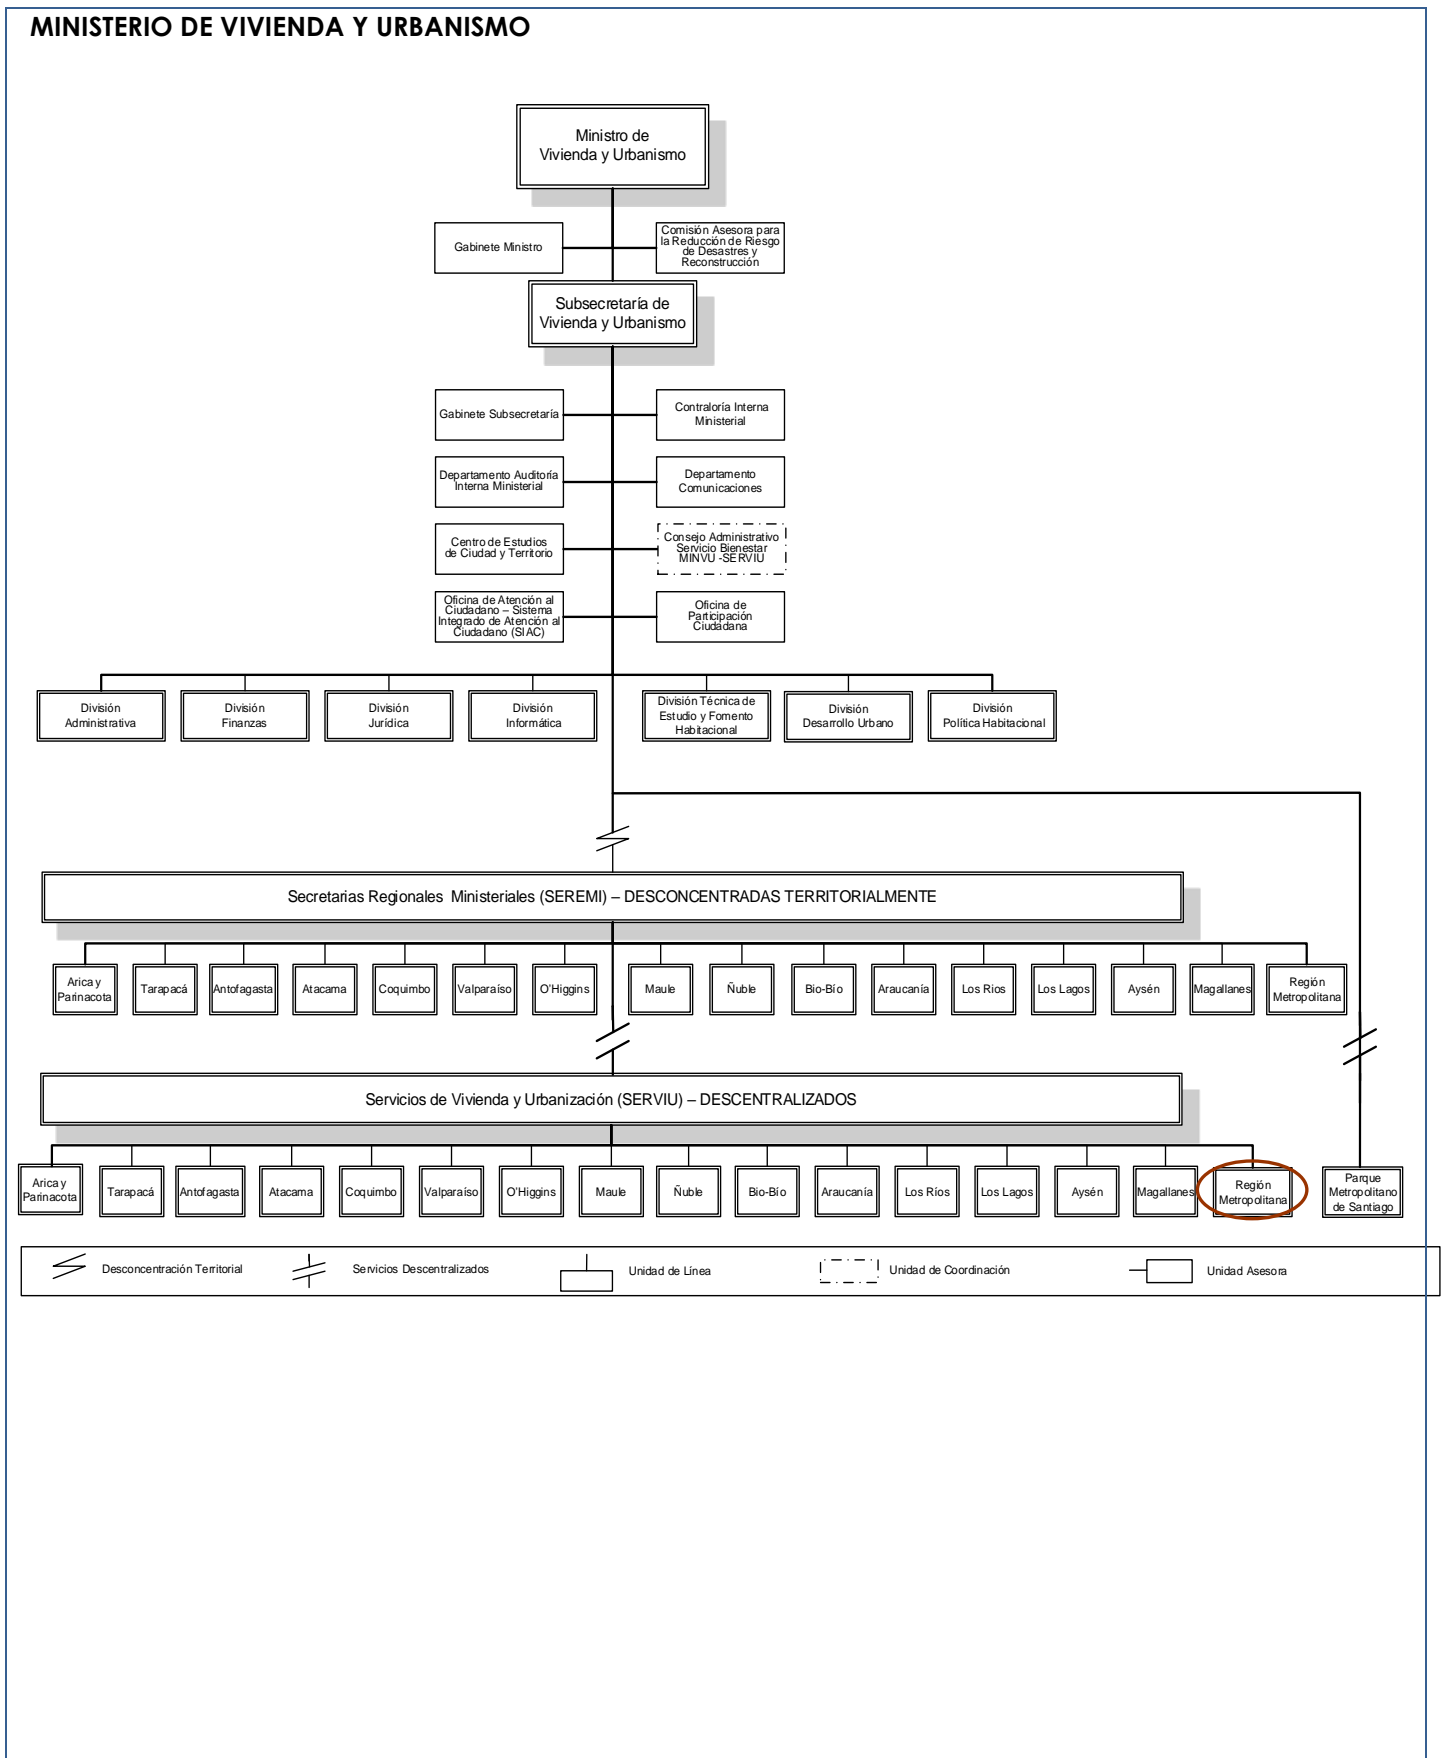 MINISTERIO DE VIVIENDA Y URBANISMO
Ministro de
Vivienda y Urbanismo
Gabinete Ministro
Comisión Asesora para
la Reducción de Riesgo
de Desastres y
Reconstrucción
Subsecretaría de
Vivienda y Urbanismo
Gabinete Subsecretaría
Contraloría Interna
Ministerial
Departamento Auditoría
Interna Ministerial
Departamento
Comunicaciones
Centro de Estudios
de Ciudad y Territorio
Consejo Administrativo
Servicio Bienestar
MINVU -SERVIU
Oficina de Atención al
Ciudadano – Sistema
Integrado de Atención al
Ciudadano (SIAC)
Oficina de
Participación
Ciudadana
División
Administrativa
División
Finanzas
División
Jurídica
División
Informática
División Técnica de
Estudio y Fomento
Habitacional
División
Desarrollo Urbano
División
Política Habitacional
Secretarias Regionales Ministeriales (SEREMI) – DESCONCENTRADAS TERRITORIALMENTE
Arica y
Parinacota
Tarapacá
Antofagasta
Atacama
Coquimbo
Valparaíso
O'Higgins
Maule
Ñuble
Bio-Bío
Araucanía
Los Rios
Los Lagos
Aysén
Magallanes
Región
Metropolitana
Servicios de Vivienda y Urbanización (SERVIU) – DESCENTRALIZADOS
Arica y
Parinacota
Tarapacá
Antofagasta
Atacama
Coquimbo
Valparaíso
O'Higgins
Maule
Ñuble
Bio-Bío
Araucanía
Los Ríos
Los Lagos
Aysén
Magallanes
Región
Metropolitana
Parque
Metropolitano
de Santiago
Desconcentración Territorial
Servicios Descentralizados
Unidad de Línea
Unidad de Coordinación
Unidad Asesora